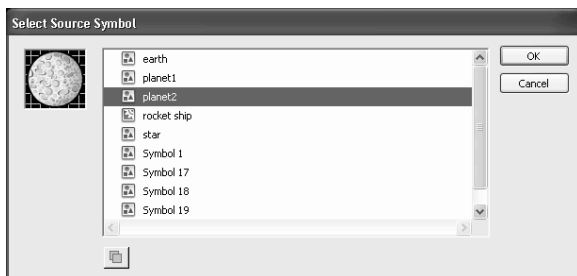 Select Source Symbol
earth
planet1
planet2
rocket ship
star
Symbol 1
Symbol 17
Symbol 18
Symbol 19
OK
Cancel